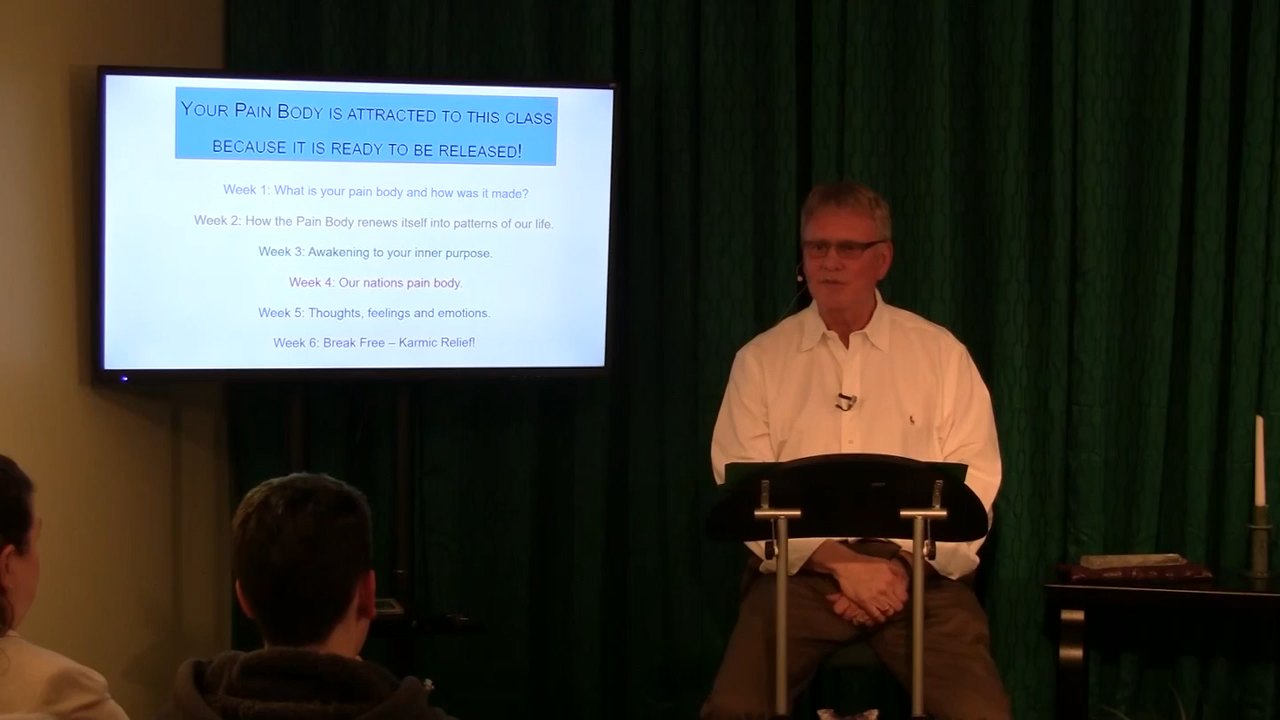 YOUR PAIN BODY IS ATTRACTED TO THIS CLASS
BECAUSE IT IS READY TO BE RELEASED!
Week 1: What is your pain body and how was it made?
Week 2: How the Pain Body renews itself into patterns of our life.
Week 3: Awakening to your inner purpose.
Week 4: Our nations pain body.
Week 5: Thoughts, feelings and emotions.
Week 6: Break Free – Karmic Relief!